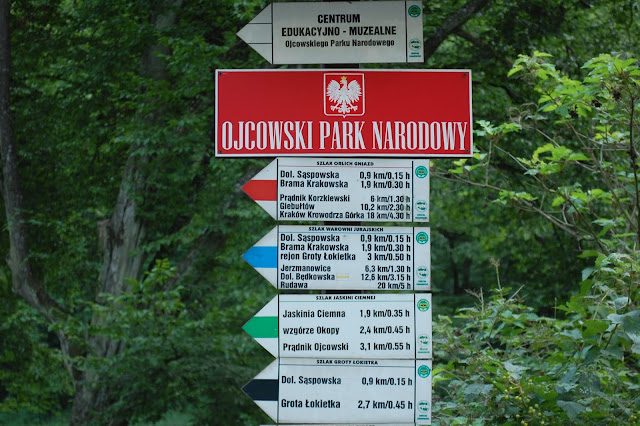 CENTRUM
EDUKACYJNO - MUZEALNE
Ojcowskiego Parku Narodowego
OJCOWSKI PARK NARODOWY
SZLAK ORLICH GNIAZD
Dol. Sąspowska 0,9 km/0.15 h
Brama Krakowska 1,9 km/0.30 h
Prądnik Korzkiewski 6 km/1.30 h
Giebułtów 10,2 km/2.30 h
Kraków Krowodrza Górka 18 km/4.30 h
SZLAK WAROWNI JURAJSKICH
Dol. Sąspowska 0,9 km/0.15 h
Brama Krakowska 1,9 km/0.30 h
rejon Groty Łokietka 3 km/0.50 h
Jerzmanowice 6,3 km/1.30 h
Dol. Będkowska 12,6 km/3.15 h
Rudawa 20 km/5 h
SZLAK JASKINI CIEMNEJ
Jaskinia Ciemna 1,9 km/0.35 h
wzgórze Okopy 2,4 km/0.45 h
Prądnik Ojcowski 3,1 km/0.55 h
SZLAK GROTY ŁOKIETKA
Dol. Sąspowska 0,9 km/0.15 h
Grota Łokietka 2,7 km/0.45 h